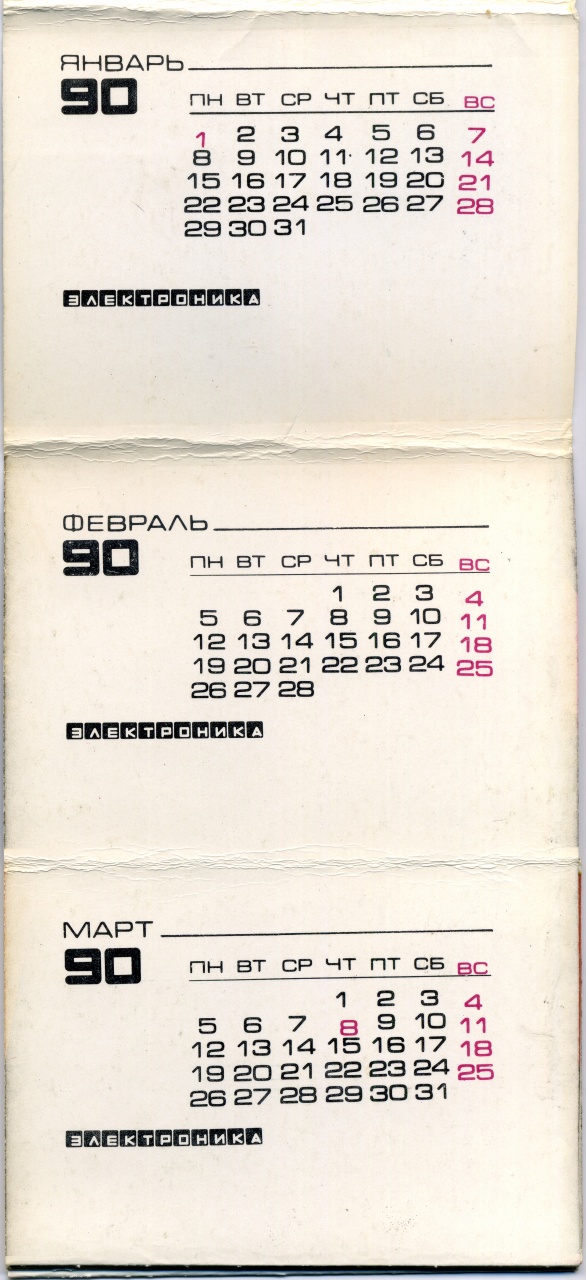 ЯНВАРЬ
90
ПН ВТ СР ЧТ ПТ СБ ВС
1 2 3 4 5 6 7
8 9 10 11 12 13 14
15 16 17 18 19 20 21
22 23 24 25 26 27 28
29 30 31
ЭЛЕКТРОНИКА
ФЕВРАЛЬ
90
ПН ВТ СР ЧТ ПТ СБ ВС
1 2 3 4
5 6 7 8 9 10 11
12 13 14 15 16 17 18
19 20 21 22 23 24 25
26 27 28
ЭЛЕКТРОНИКА
МАРТ
90
ПН ВТ СР ЧТ ПТ СБ ВС
1 2 3 4
5 6 7 8 9 10 11
12 13 14 15 16 17 18
19 20 21 22 23 24 25
26 27 28 29 30 31
ЭЛЕКТРОНИКА